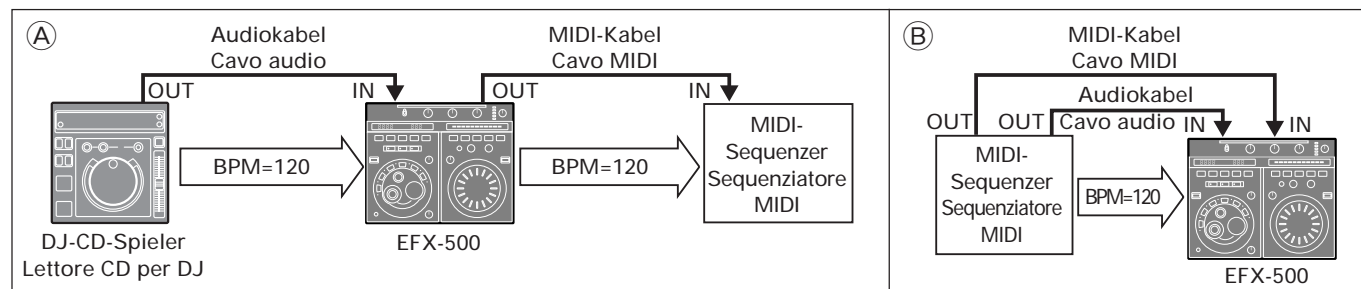 A
Audiokabel
Cavo audio
OUT
IN
MIDI-Kabel
Cavo MIDI
OUT
IN
BPM=120
BPM=120
MIDI-
Sequenzer
Sequenziatore
MIDI
DJ-CD-Spieler
Lettore CD per DJ
EFX-500
B
MIDI-Kabel
Cavo MIDI
Audiokabel
Cavo audio
OUT
OUT
IN
IN
MIDI-
Sequenzer
Sequenziatore
MIDI
BPM=120
EFX-500